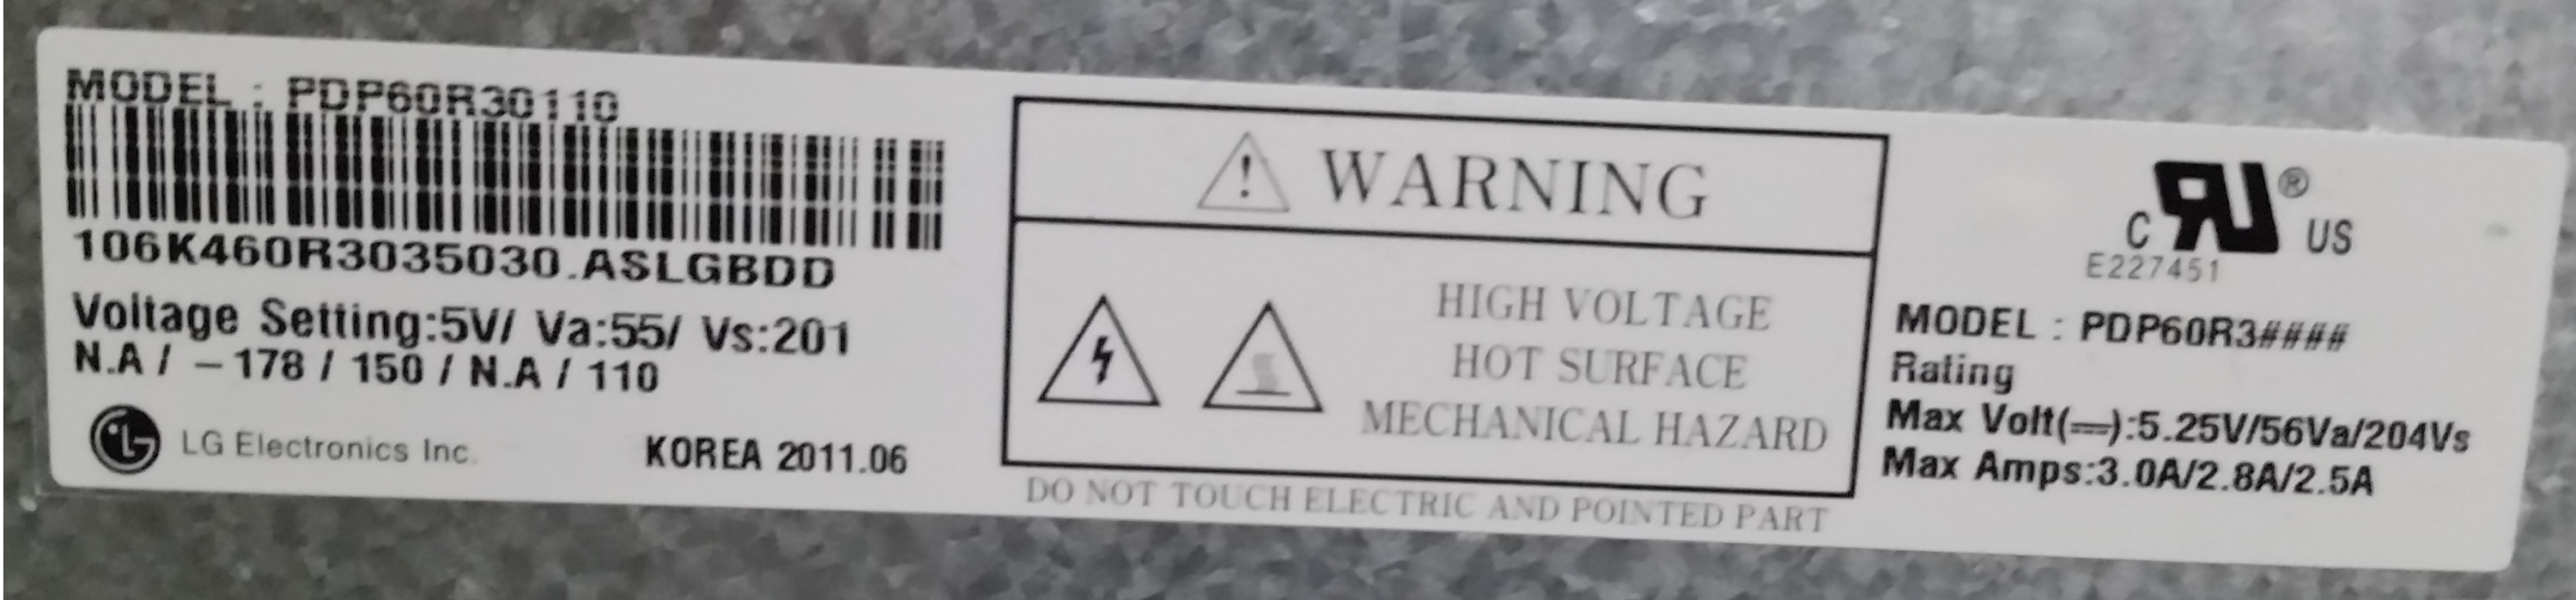 MODEL : PDP60R30110
106K460R3035030.ASLGBDD
Voltage Setting:5V/ Va:55/ Vs:201
N.A / -178 / 150 / N.A / 110
LG Electronics Inc.
KOREA 2011.06
! WARNING
HIGH VOLTAGE
HOT SURFACE
MECHANICAL HAZARD
DO NOT TOUCH ELECTRIC AND POINTED PART
C RU ® US
E227451
MODEL : PDP60R3####
Rating
Max Volt(⎓):5.25V/56Va/204Vs
Max Amps:3.0A/2.8A/2.5A